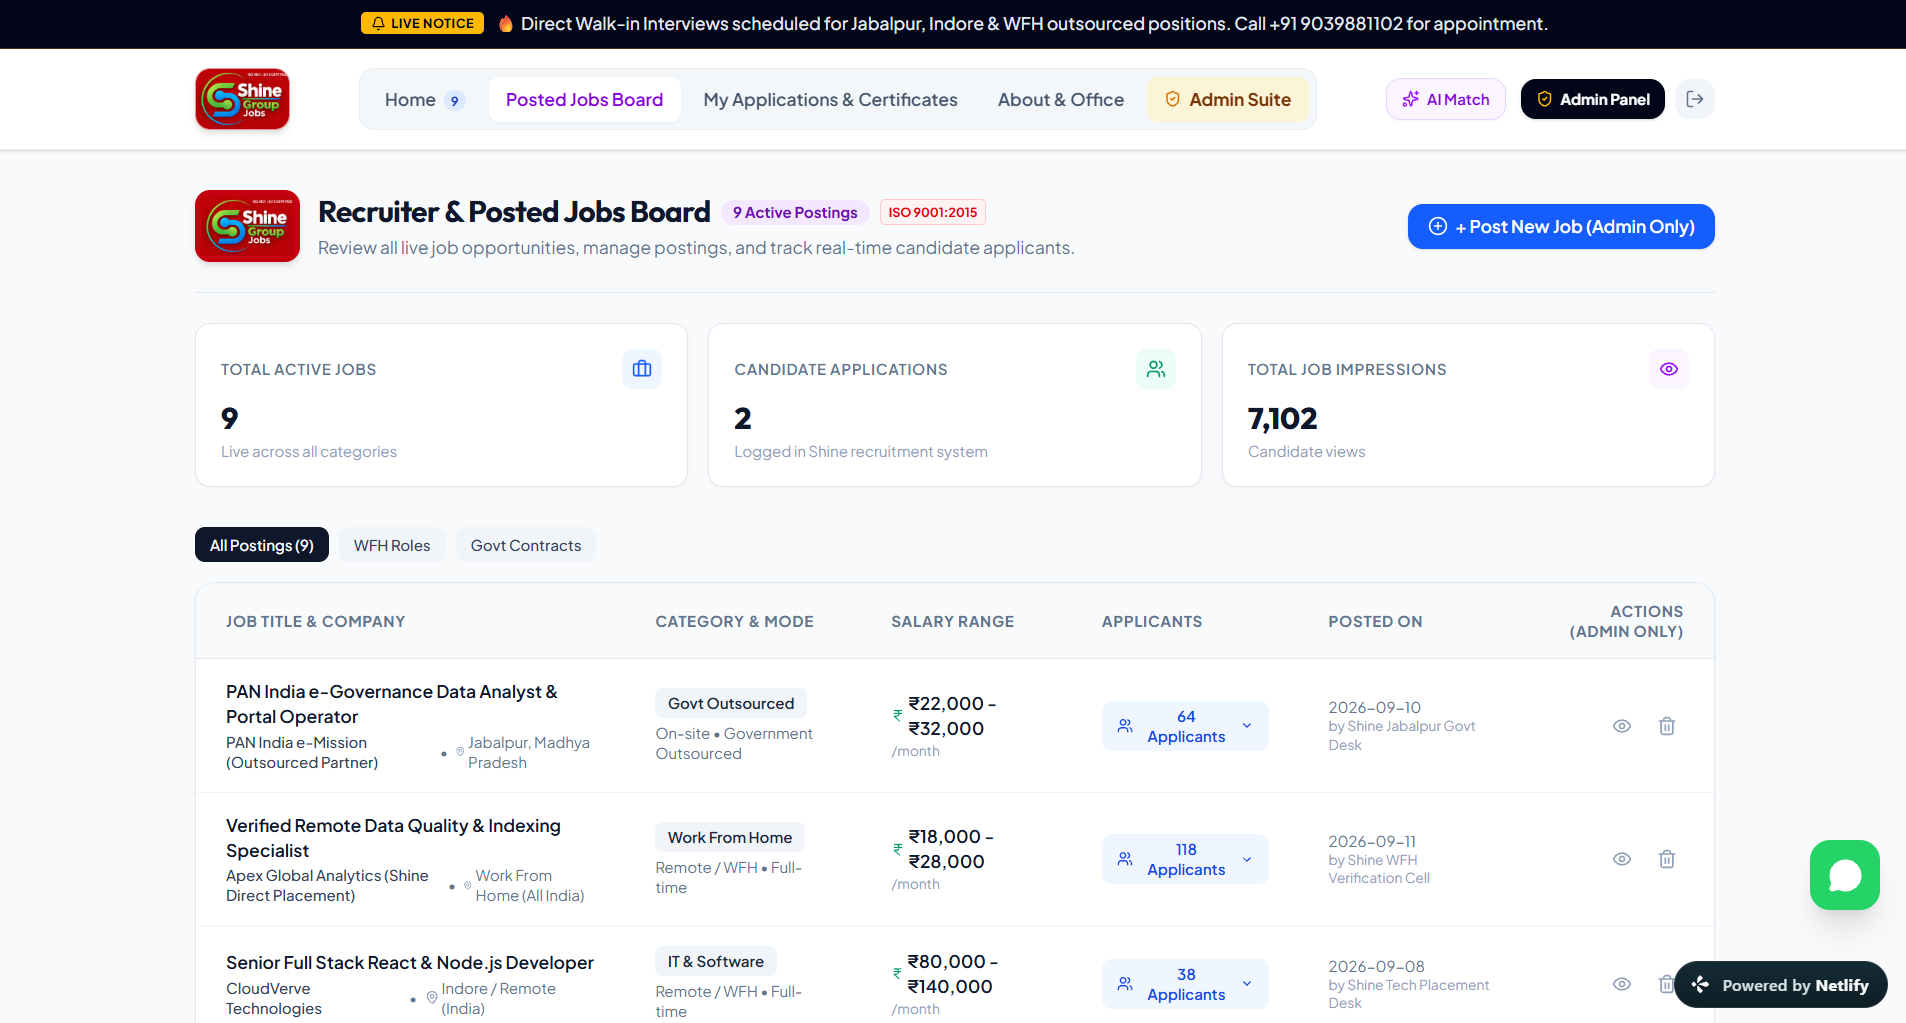 LIVE NOTICE 🔥 Direct Walk-in Interviews scheduled for Jabalpur, Indore & WFH outsourced positions. Call +91 9039881102 for appointment.
Shine
Group
Jobs
Home 9 Posted Jobs Board My Applications & Certificates About & Office Admin Suite AI Match Admin Panel
Shine
Group
Jobs
Recruiter & Posted Jobs Board 9 Active Postings ISO 9001:2015
Review all live job opportunities, manage postings, and track real-time candidate applicants.
+ Post New Job (Admin Only)
TOTAL ACTIVE JOBS
9
Live across all categories
CANDIDATE APPLICATIONS
2
Logged in Shine recruitment system
TOTAL JOB IMPRESSIONS
7,102
Candidate views
All Postings (9) WFH Roles Govt Contracts
JOB TITLE & COMPANY CATEGORY & MODE SALARY RANGE APPLICANTS POSTED ON ACTIONS
(ADMIN ONLY)
PAN India e-Governance Data Analyst &
Portal Operator
PAN India e-Mission
(Outsourced Partner)
• Jabalpur, Madhya
Pradesh
Govt Outsourced
On-site • Government
Outsourced
₹ ₹22,000 -
₹32,000
/month
64
Applicants
2026-09-10
by Shine Jabalpur Govt
Desk
Verified Remote Data Quality & Indexing
Specialist
Apex Global Analytics (Shine
Direct Placement)
• Work From
Home (All India)
Work From Home
Remote / WFH • Full-
time
₹ ₹18,000 -
₹28,000
/month
118
Applicants
2026-09-11
by Shine WFH
Verification Cell
Senior Full Stack React & Node.js Developer
CloudVerve
Technologies
• Indore / Remote
(India)
IT & Software
Remote / WFH • Full-
time
₹ ₹80,000 -
₹140,000
/month
38
Applicants
2026-09-08
by Shine Tech Placement
Desk
Powered by Netlify